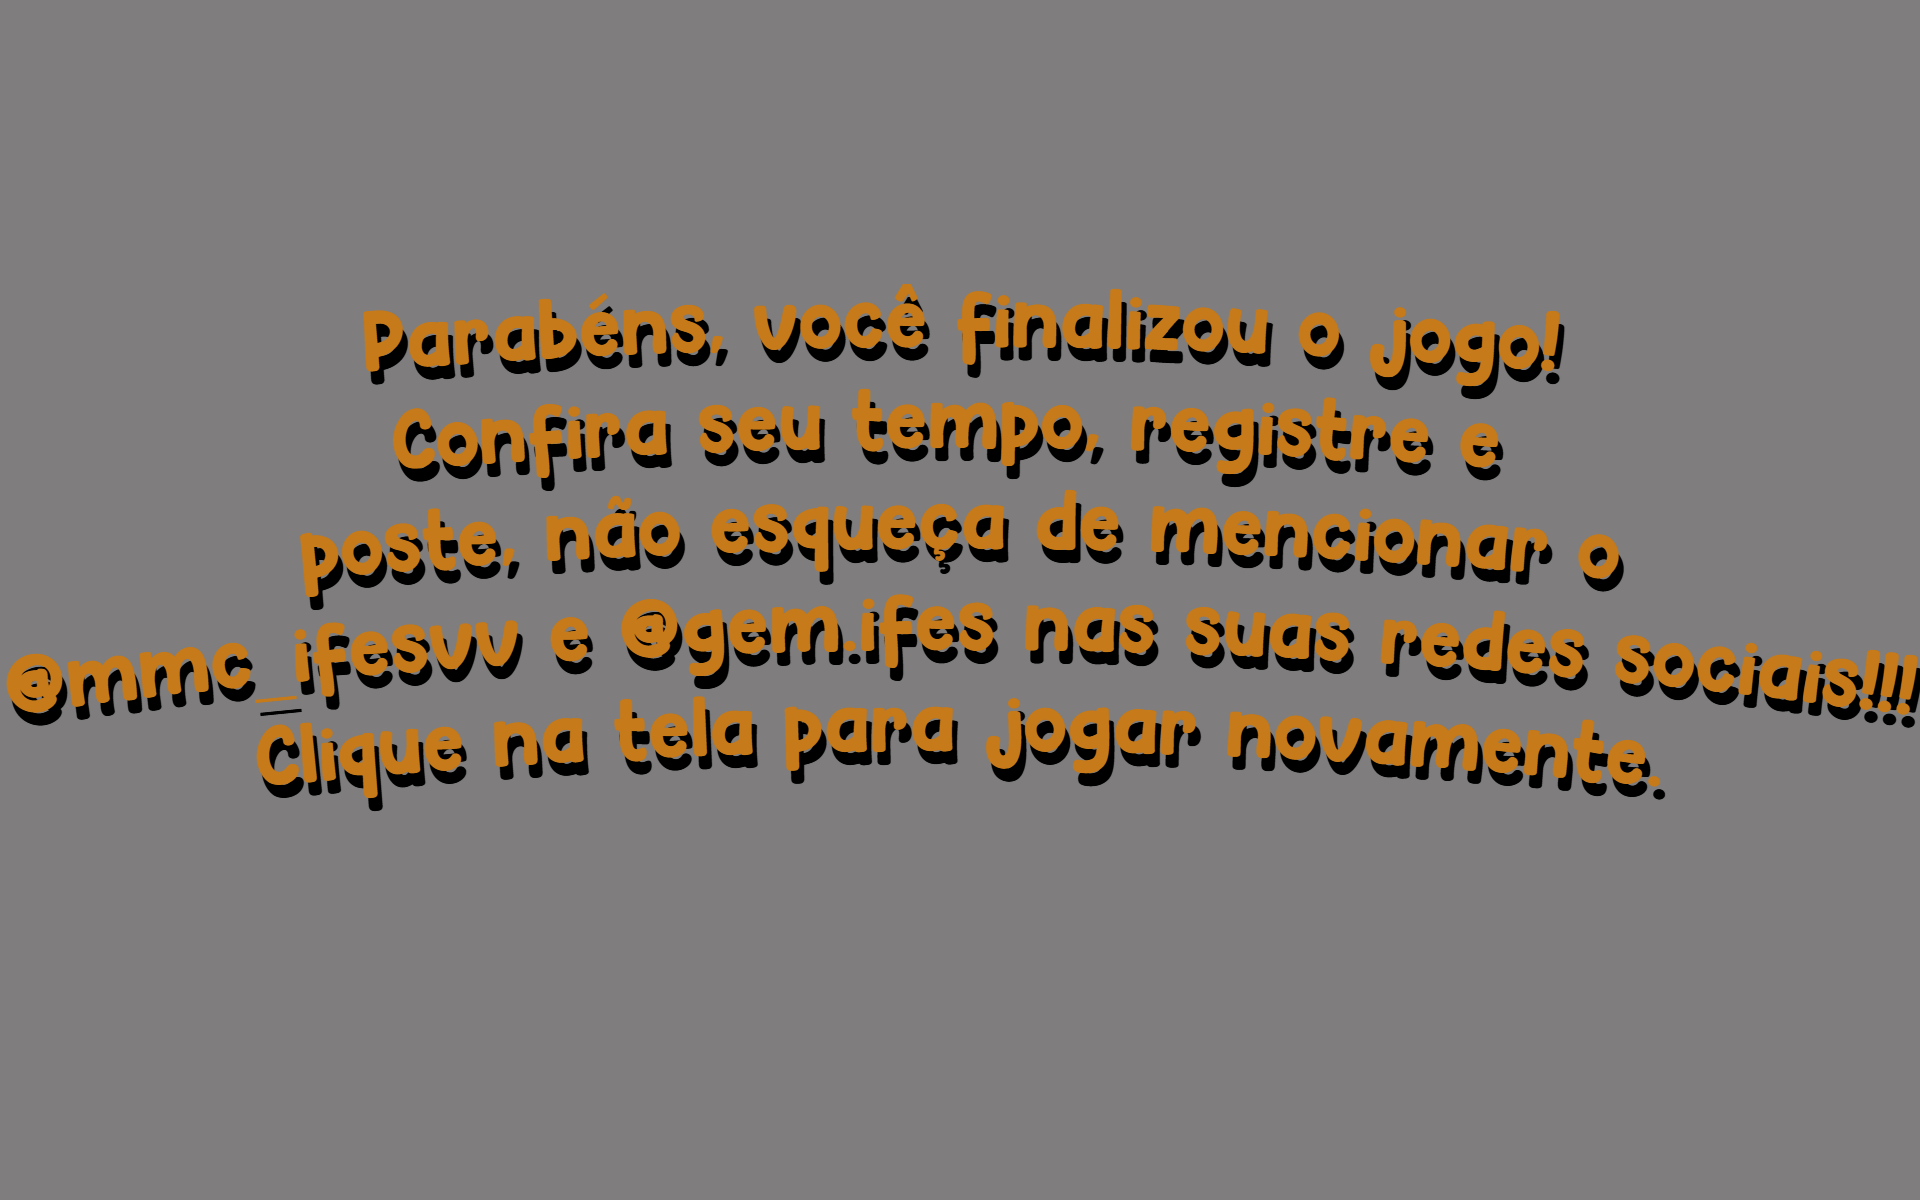 Parabéns, você finalizou o jogo!
Confira seu tempo, registre e
poste, não esqueça de mencionar o
@mmc_ifesvv e @gem.ifes nas suas redes sociais!!!
Clique na tela para jogar novamente.